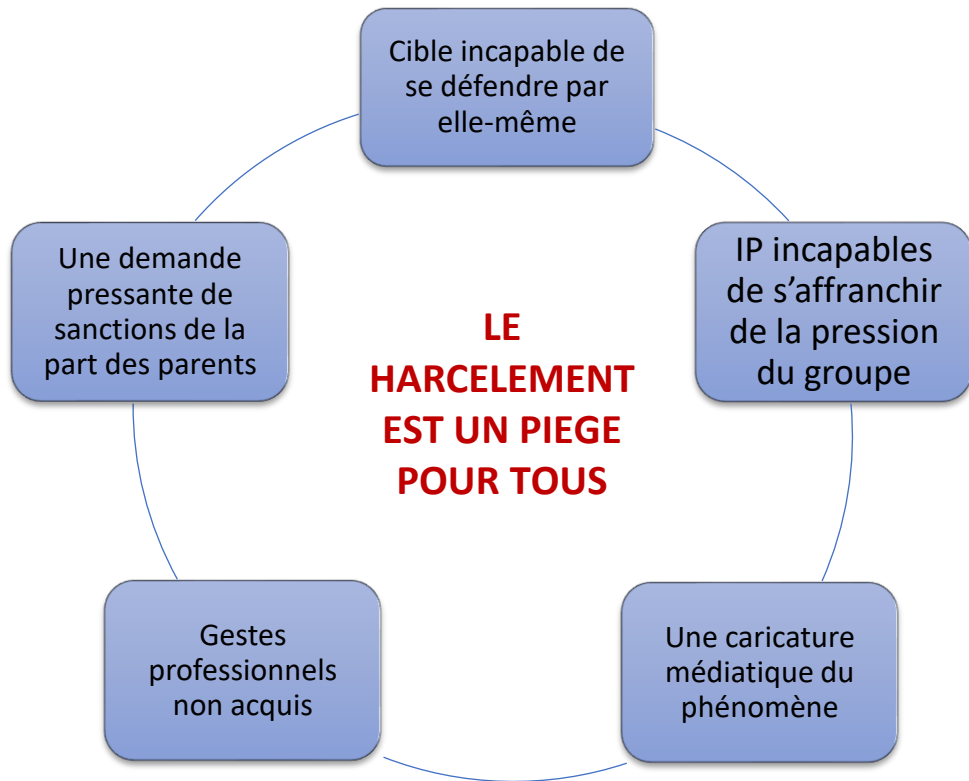 Cible incapable de
se défendre par
elle-même
Une demande
pressante de
sanctions de la
part des parents
IP incapables
de s’affranchir
de la pression
du groupe
LE
HARCELEMENT
EST UN PIEGE
POUR TOUS
Gestes
professionnels
non acquis
Une caricature
médiatique du
phénomène